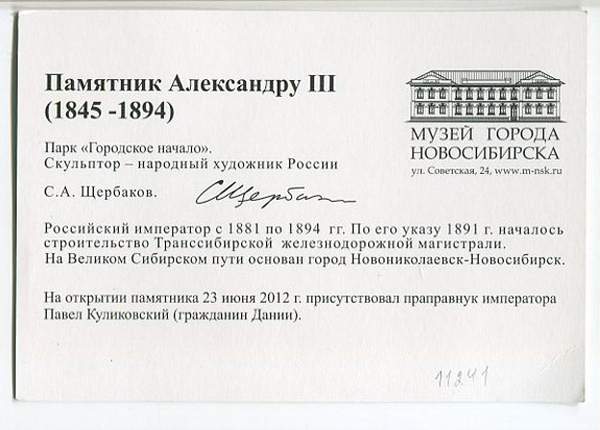 Памятник Александру III
(1845 -1894)
МУЗЕЙ ГОРОДА
НОВОСИБИРСКА
ул. Советская, 24, www.m-nsk.ru
Парк «Городское начало».
Скульптор – народный художник России
С.А. Щербаков.
СЩербак
Российский император с 1881 по 1894 гг. По его указу 1891 г. началось
строительство Транссибирской железнодорожной магистрали.
На Великом Сибирском пути основан город Новониколаевск-Новосибирск.
На открытии памятника 23 июня 2012 г. присутствовал праправнук императора
Павел Куликовский (гражданин Дании).
11241